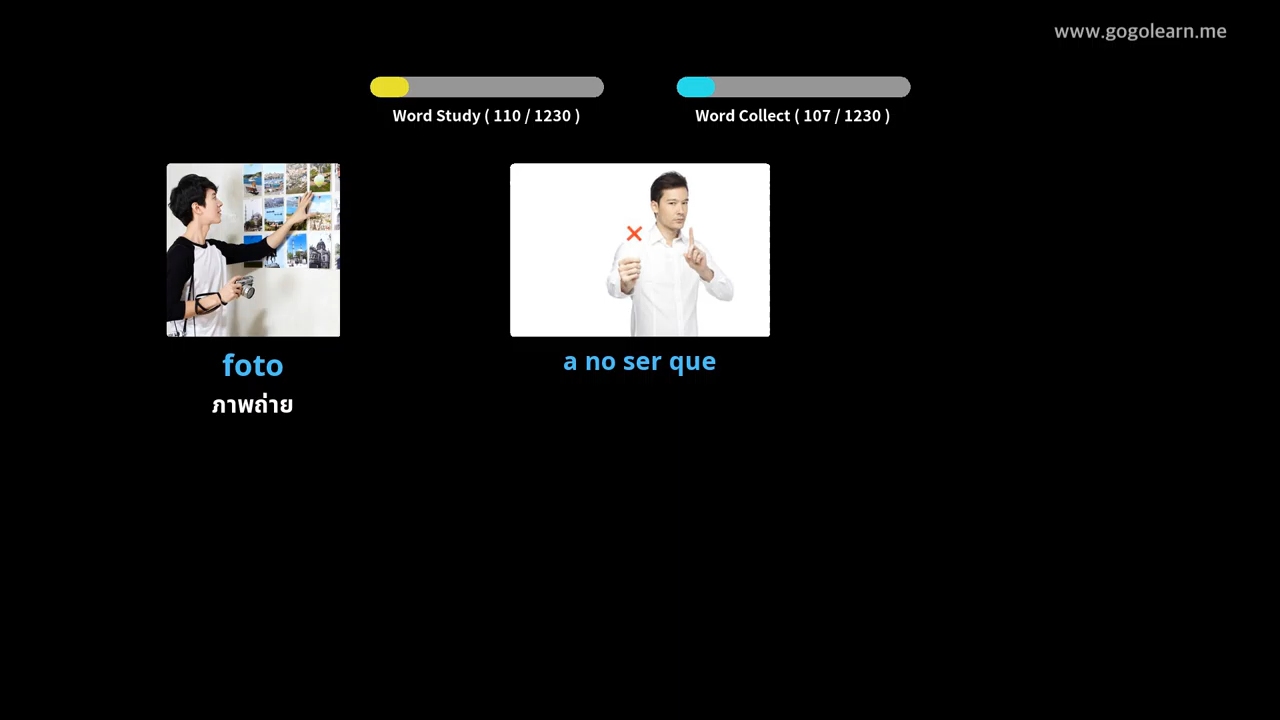 www.gogolearn.me
Word Study ( 110 / 1230 )
Word Collect ( 107 / 1230 )
foto
ภาพถ่าย
a no ser que